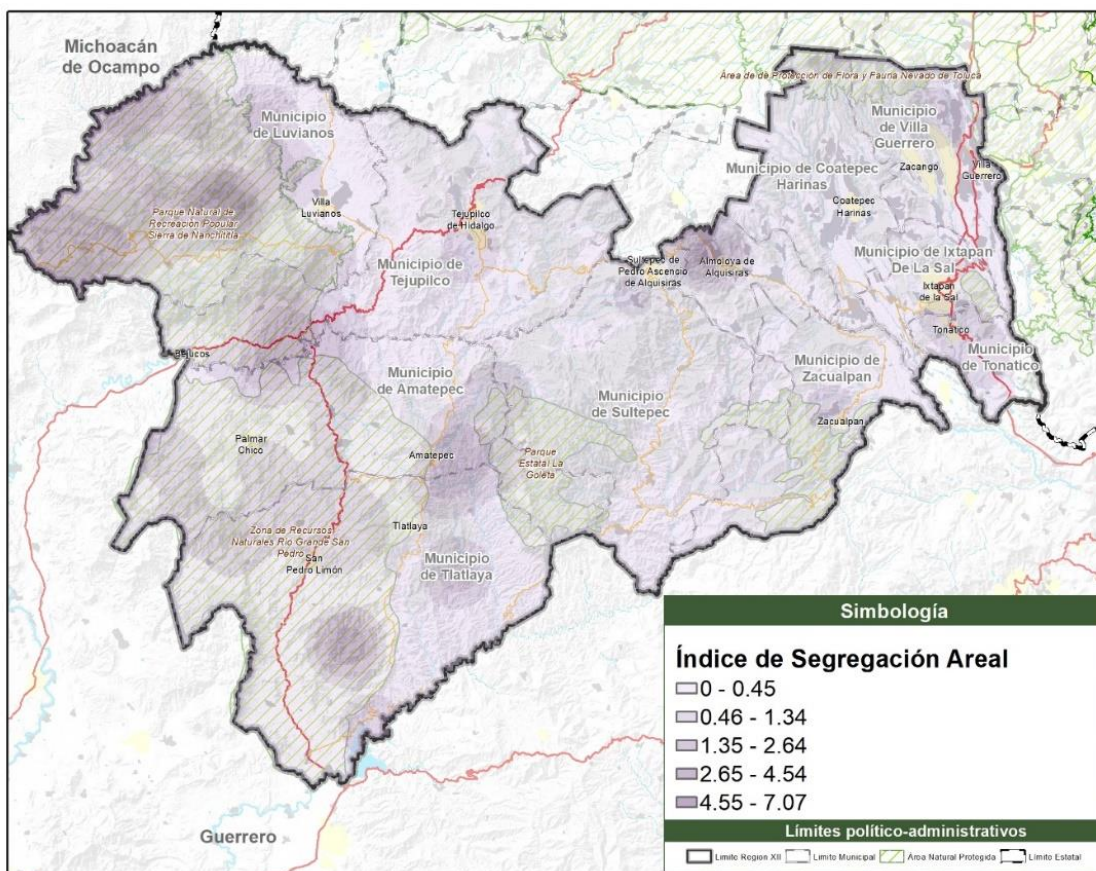 Michoacán
de Ocampo
Área de de Protección de Flora y Fauna Nevado de Toluca
Municipio
de Luvianos
Municipio
de Villa
Guerrero
Zacango
Villa
Guerrero
Municipio de Coatepec
Harinas
Coatepec
Harinas
Villa
Luvianos
Tejupilco
de Hidalgo
Parque Natural de
Recreación Popular
Sierra de Nanchititla
Municipio de
Tejupilco
Sultepec de
Pedro Ascencio
de Alquisiras
Almoloya de
Alquisiras
Municipio de Ixtapan
De La Sal
Ixtapan
de la Sal
Tonatico
Municipio
de Tonatico
Bejucos
Municipio
de Amatepec
Municipio
de Sultepec
Municipio de
Zacualpan
Zacualpan
Palmar
Chico
Amatepec
Parque
Estatal La
Goleta
Zona de Recursos
Naturales Rio Grande San
Pedro
San
Pedro Limón
Tlatlaya
Municipio
de Tlatlaya
Guerrero
Simbología
Índice de Segregación Areal
0 - 0.45
0.46 - 1.34
1.35 - 2.64
2.65 - 4.54
4.55 - 7.07
Límites político-administrativos
Limite Region XII
Limite Municipal
Área Natural Protegida
Limite Estatal